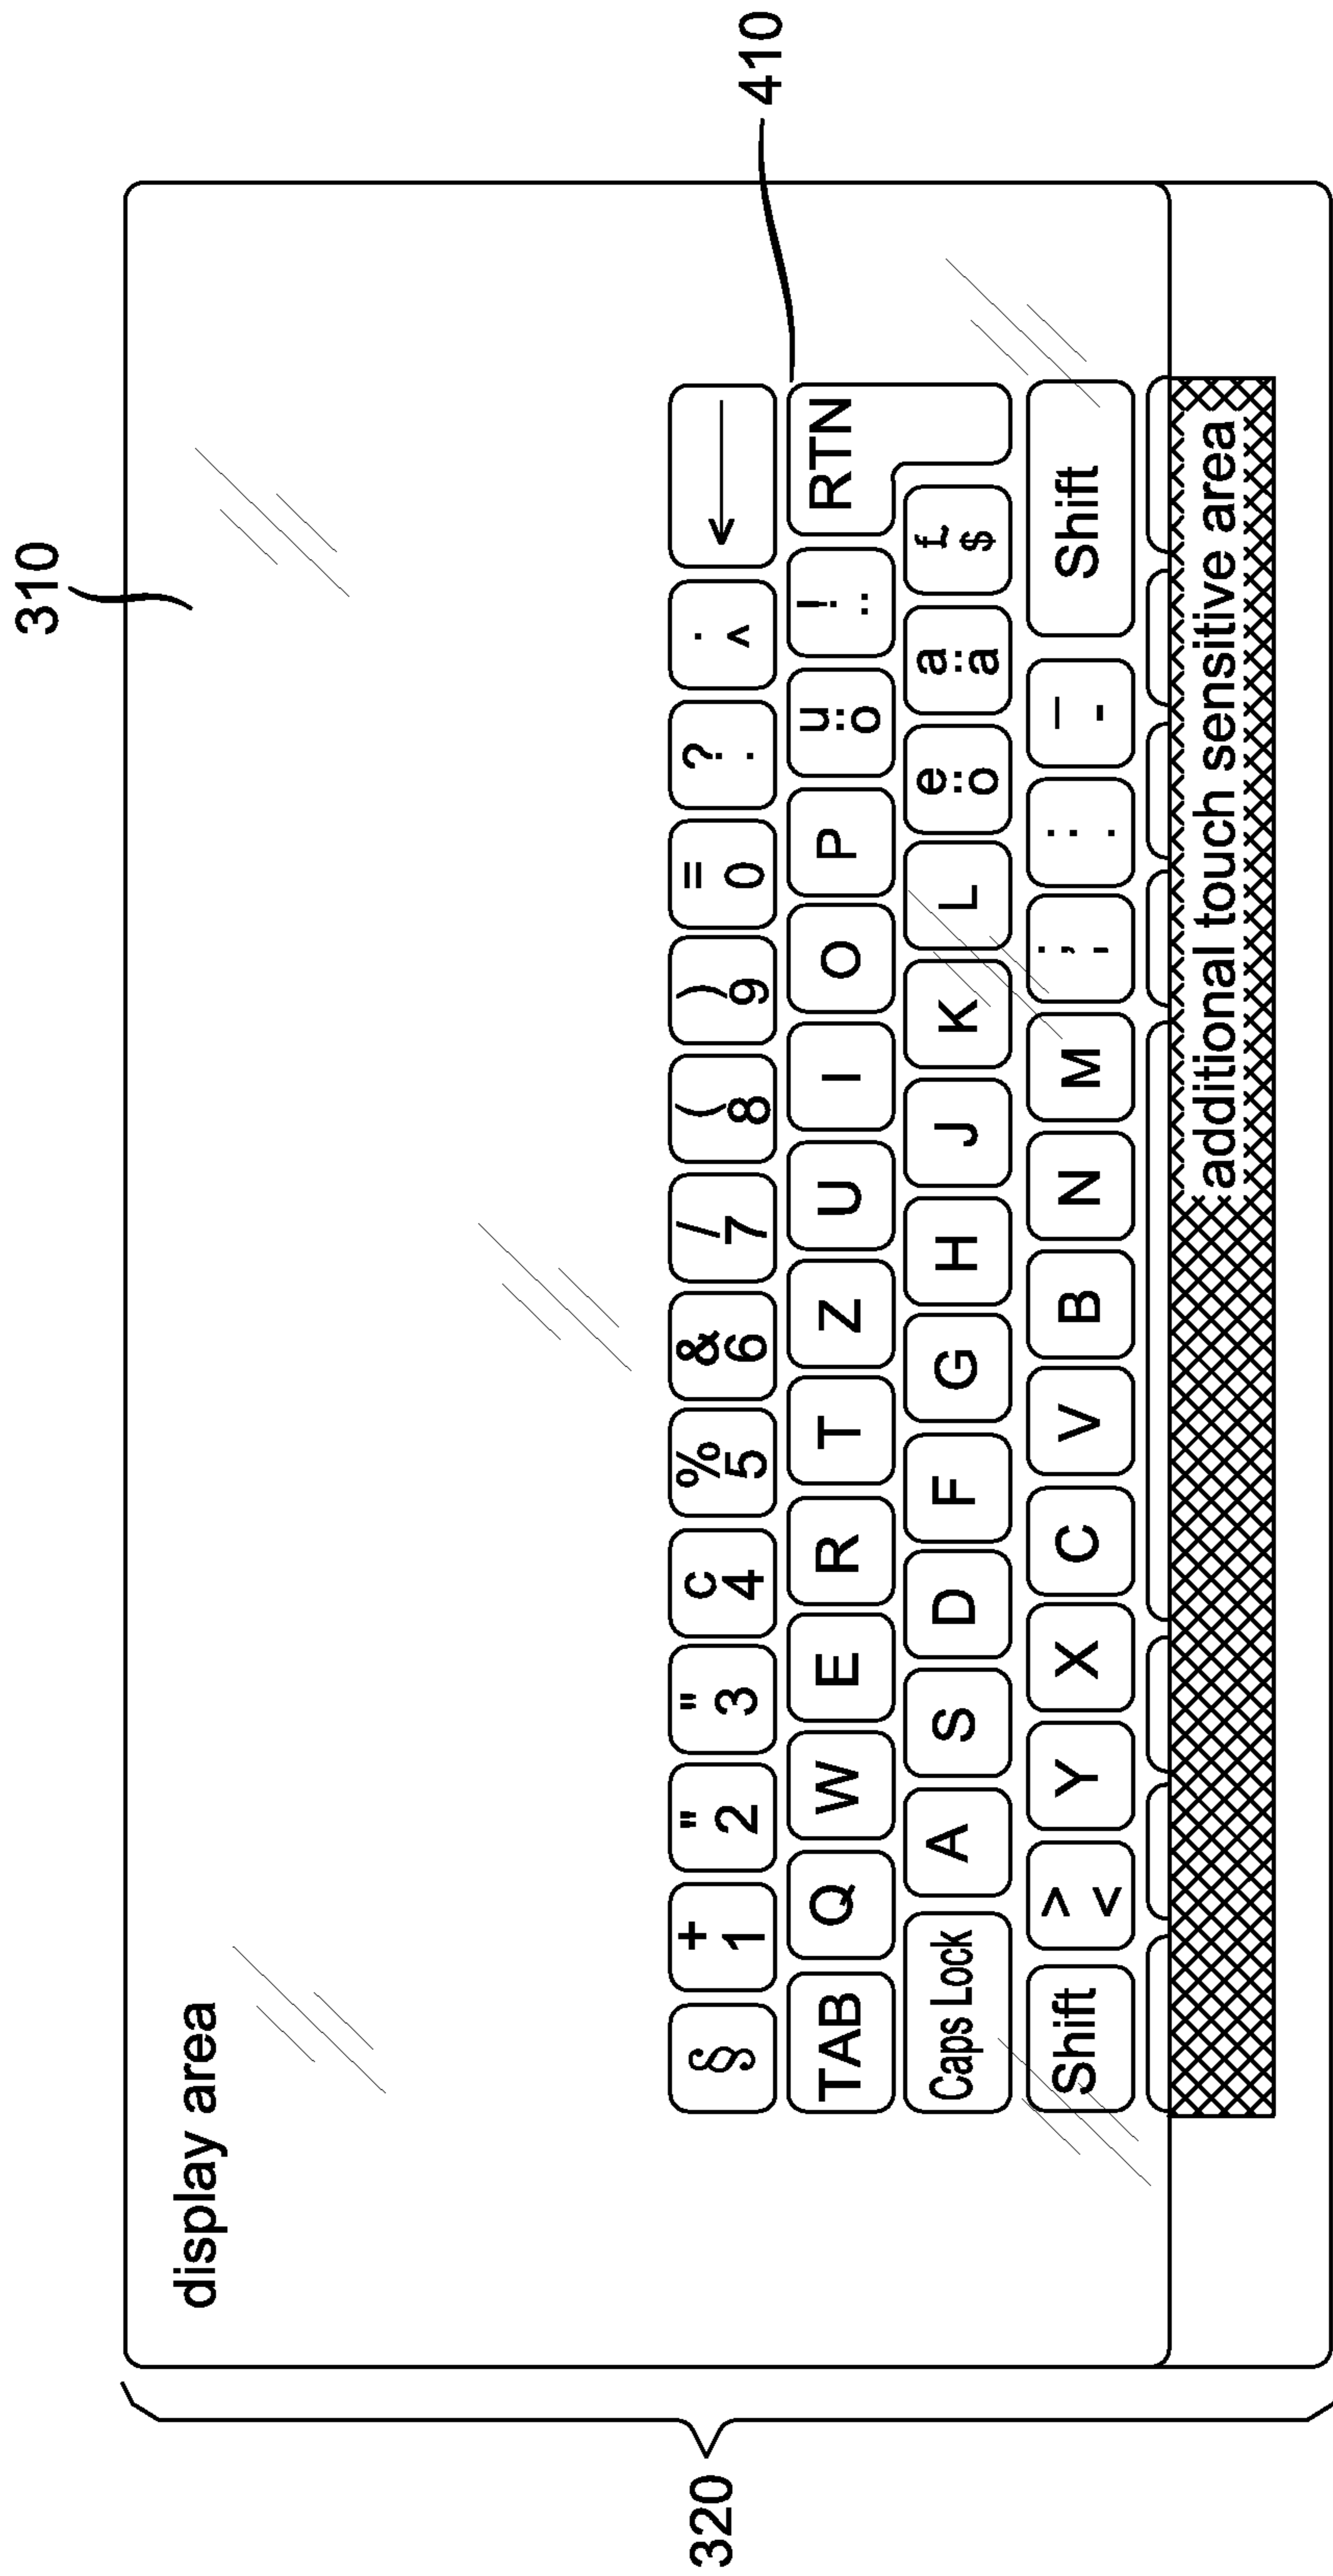 310
display area
410
§ + 1 " 2 " 3 c 4 % 5 & 6 / 7 ( 8 ) 9 = 0 ? . ˙ ^ ←
TAB Q W E R T Z U I O P u ö ! .. RTN
Caps Lock A S D F G H J K L e ö a ä £ $
Shift > < Y X C V B N M ; , : . _ - Shift
additional touch sensitive area
320